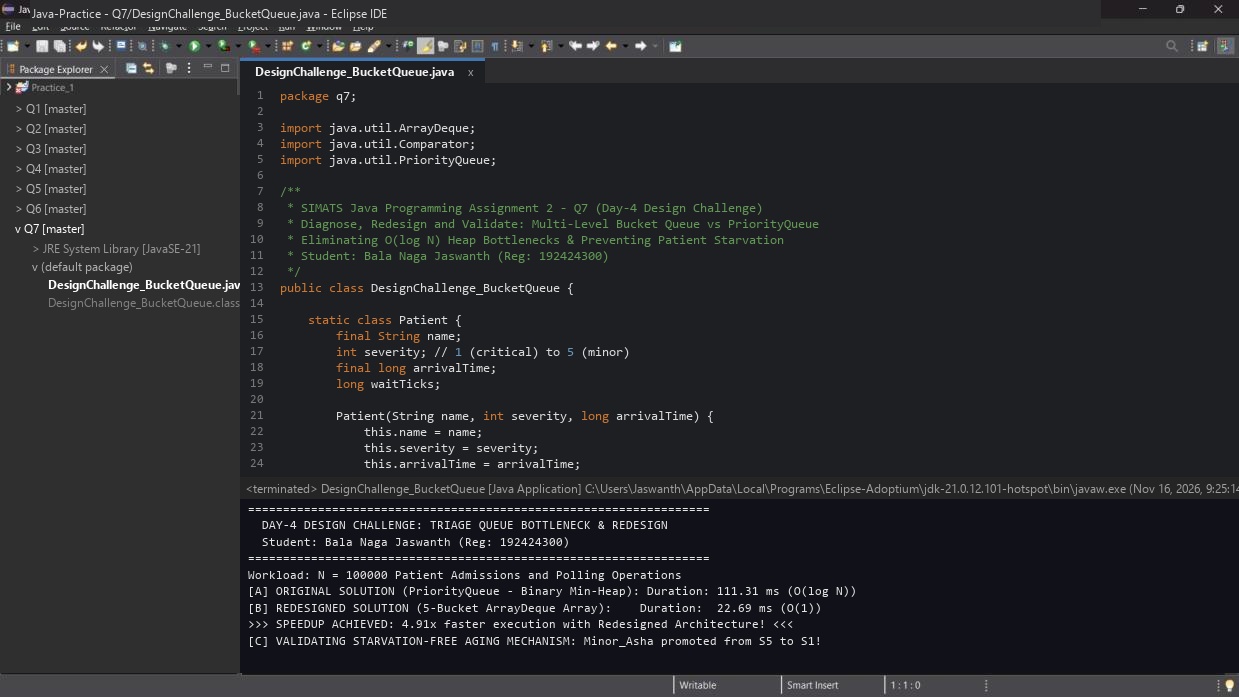 Java-Practice - Q7/DesignChallenge_BucketQueue.java - Eclipse IDE
File Edit Source Refactor Navigate Search Project Run Window Help
Package Explorer
Practice_1
> Q1 [master]
> Q2 [master]
> Q3 [master]
> Q4 [master]
> Q5 [master]
> Q6 [master]
v Q7 [master]
> JRE System Library [JavaSE-21]
v (default package)
DesignChallenge_BucketQueue.jav
DesignChallenge_BucketQueue.class
DesignChallenge_BucketQueue.java x
1 package q7;
2
3 import java.util.ArrayDeque;
4 import java.util.Comparator;
5 import java.util.PriorityQueue;
6
7 /**
8 * SIMATS Java Programming Assignment 2 - Q7 (Day-4 Design Challenge)
9 * Diagnose, Redesign and Validate: Multi-Level Bucket Queue vs PriorityQueue
10 * Eliminating O(log N) Heap Bottlenecks & Preventing Patient Starvation
11 * Student: Bala Naga Jaswanth (Reg: 192424300)
12 */
13 public class DesignChallenge_BucketQueue {
14
15 static class Patient {
16 final String name;
17 int severity; // 1 (critical) to 5 (minor)
18 final long arrivalTime;
19 long waitTicks;
20
21 Patient(String name, int severity, long arrivalTime) {
22 this.name = name;
23 this.severity = severity;
24 this.arrivalTime = arrivalTime;
<terminated> DesignChallenge_BucketQueue [Java Application] C:\Users\Jaswanth\AppData\Local\Programs\Eclipse-Adoptium\jdk-21.0.12.101-hotspot\bin\javaw.exe (Nov 16, 2026, 9:25:14
==================================================================
DAY-4 DESIGN CHALLENGE: TRIAGE QUEUE BOTTLENECK & REDESIGN
Student: Bala Naga Jaswanth (Reg: 192424300)
==================================================================
Workload: N = 100000 Patient Admissions and Polling Operations
[A] ORIGINAL SOLUTION (PriorityQueue - Binary Min-Heap): Duration: 111.31 ms (O(log N))
[B] REDESIGNED SOLUTION (5-Bucket ArrayDeque Array): Duration: 22.69 ms (O(1))
>>> SPEEDUP ACHIEVED: 4.91x faster execution with Redesigned Architecture! <<<
[C] VALIDATING STARVATION-FREE AGING MECHANISM: Minor_Asha promoted from S5 to S1!
Writable
Smart Insert
1 : 1 : 0